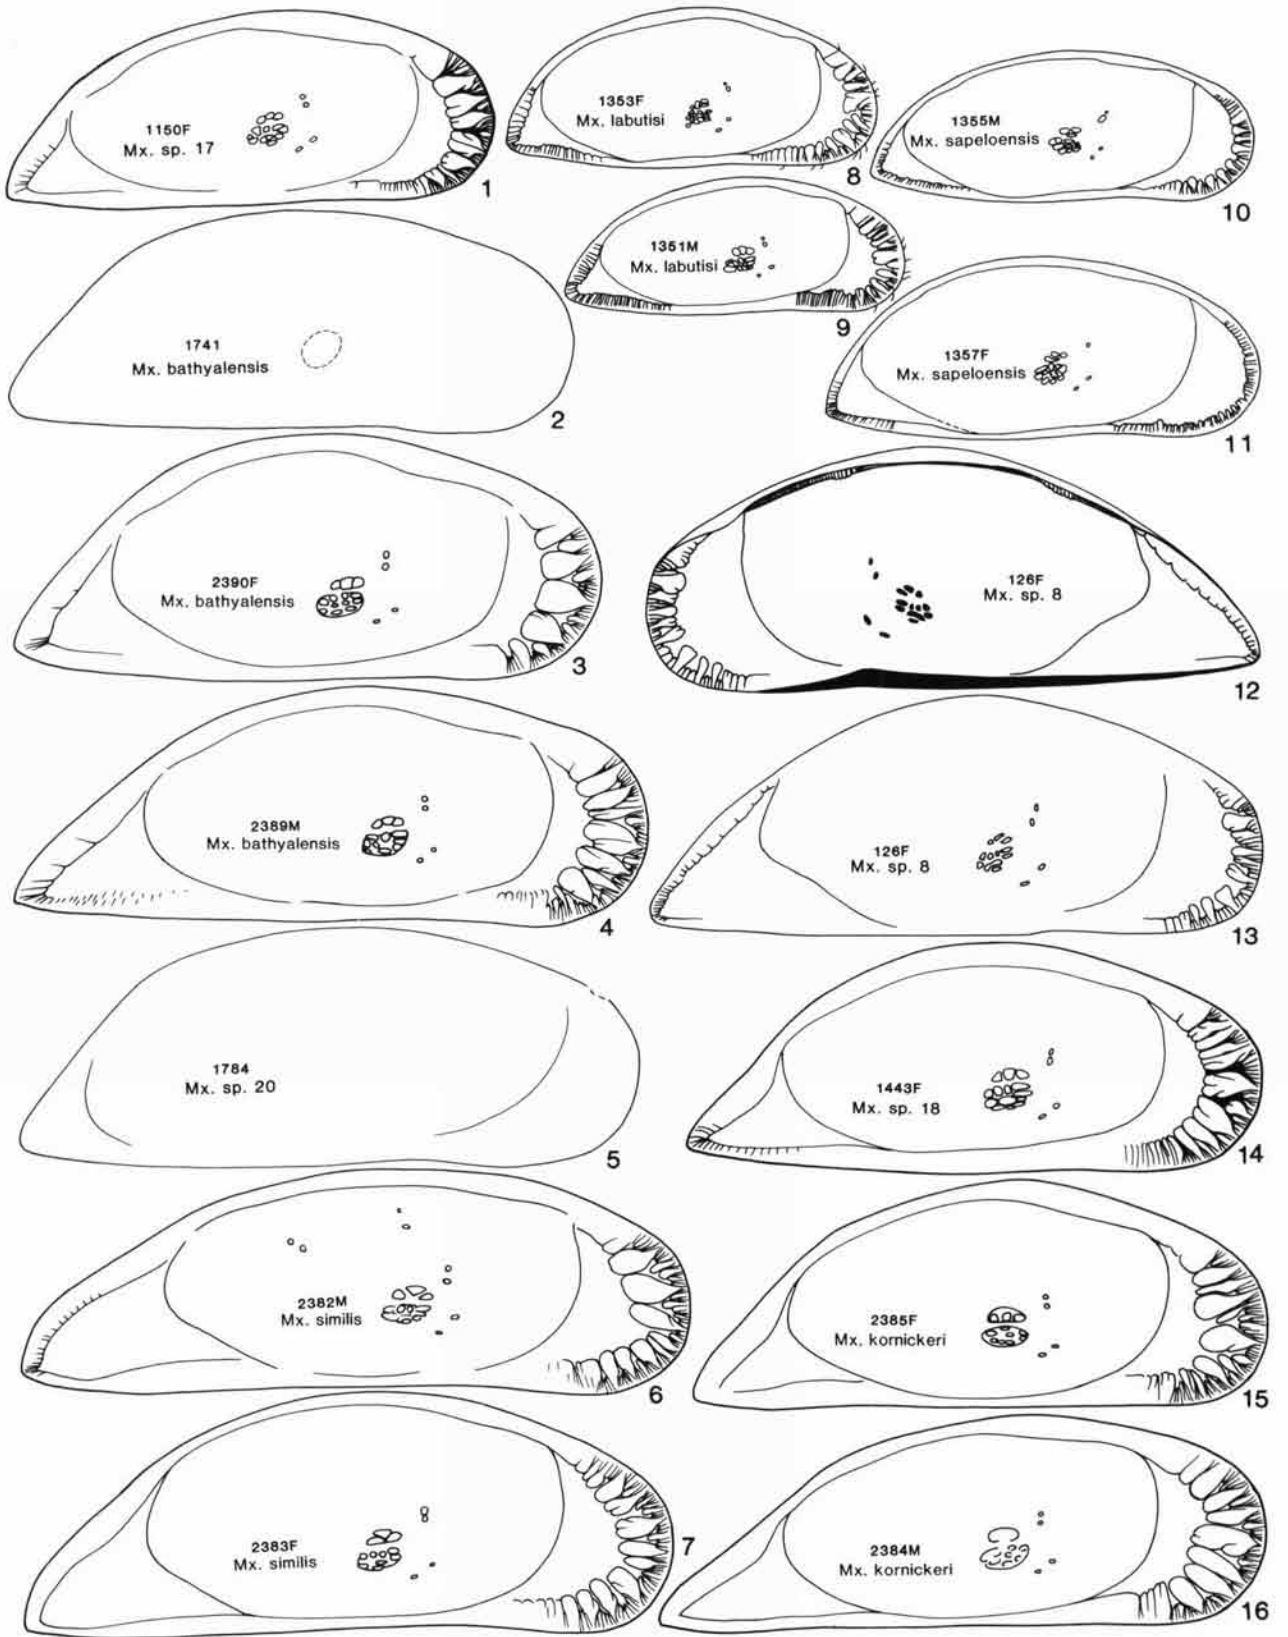 1150F
Mx. sp. 17
1
1741
Mx. bathyalensis
2
2390F
Mx. bathyalensis
3
2389M
Mx. bathyalensis
4
1784
Mx. sp. 20
5
2382M
Mx. similis
6
2383F
Mx. similis
7
1353F
Mx. labutisi
8
1351M
Mx. labutisi
9
1355M
Mx. sapeloensis
10
1357F
Mx. sapeloensis
11
126F
Mx. sp. 8
12
126F
Mx. sp. 8
13
1443F
Mx. sp. 18
14
2385F
Mx. kornickeri
15
2384M
Mx. kornickeri
16